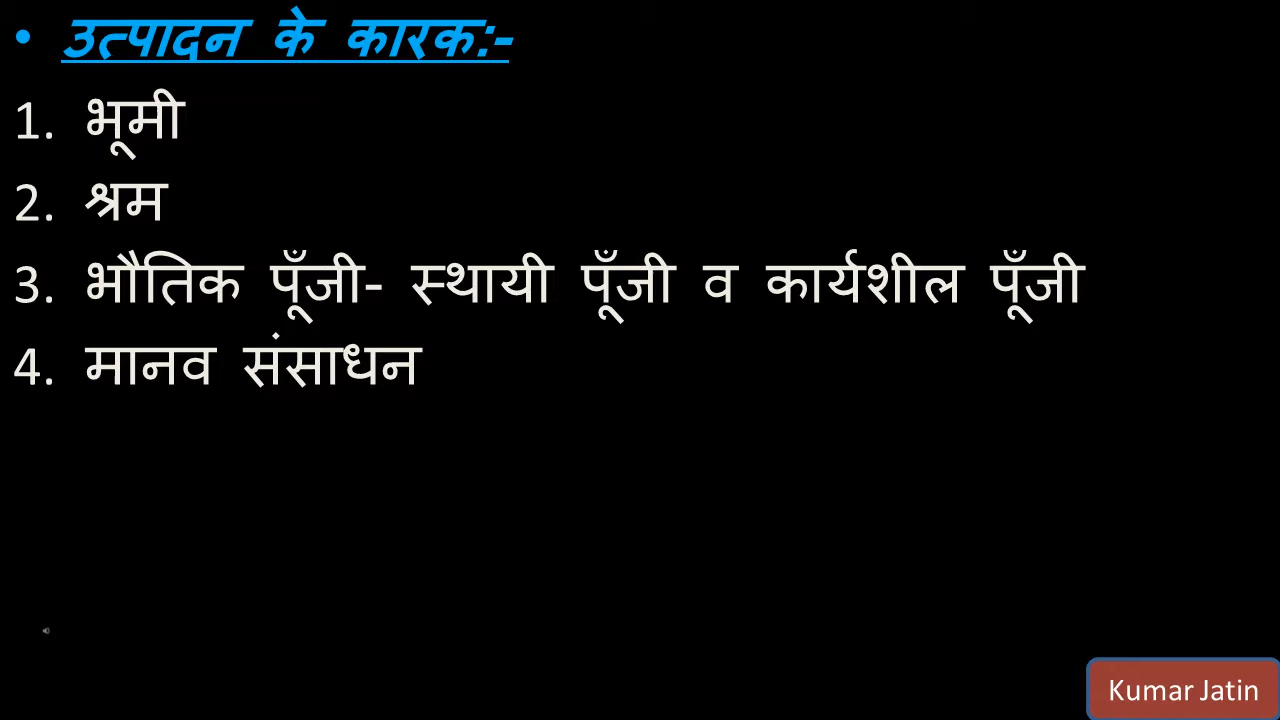 • उत्पादन के कारक:-
1. भूमी
2. श्रम
3. भौतिक पूँजी- स्थायी पूँजी व कार्यशील पूँजी
4. मानव संसाधन
Kumar Jatin